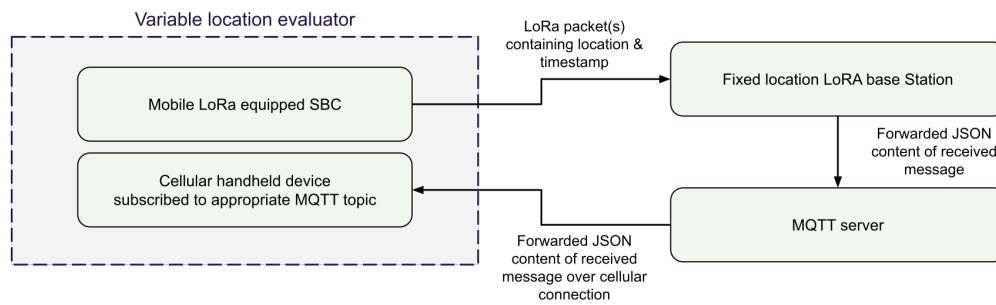 Variable location evaluator
LoRa packet(s)
containing location &
timestamp
Mobile LoRa equipped SBC
Fixed location LoRA base Station
Forwarded JSON
content of received
message
Cellular handheld device
subscribed to appropriate MQTT topic
MQTT server
Forwarded JSON
content of received
message over cellular
connection